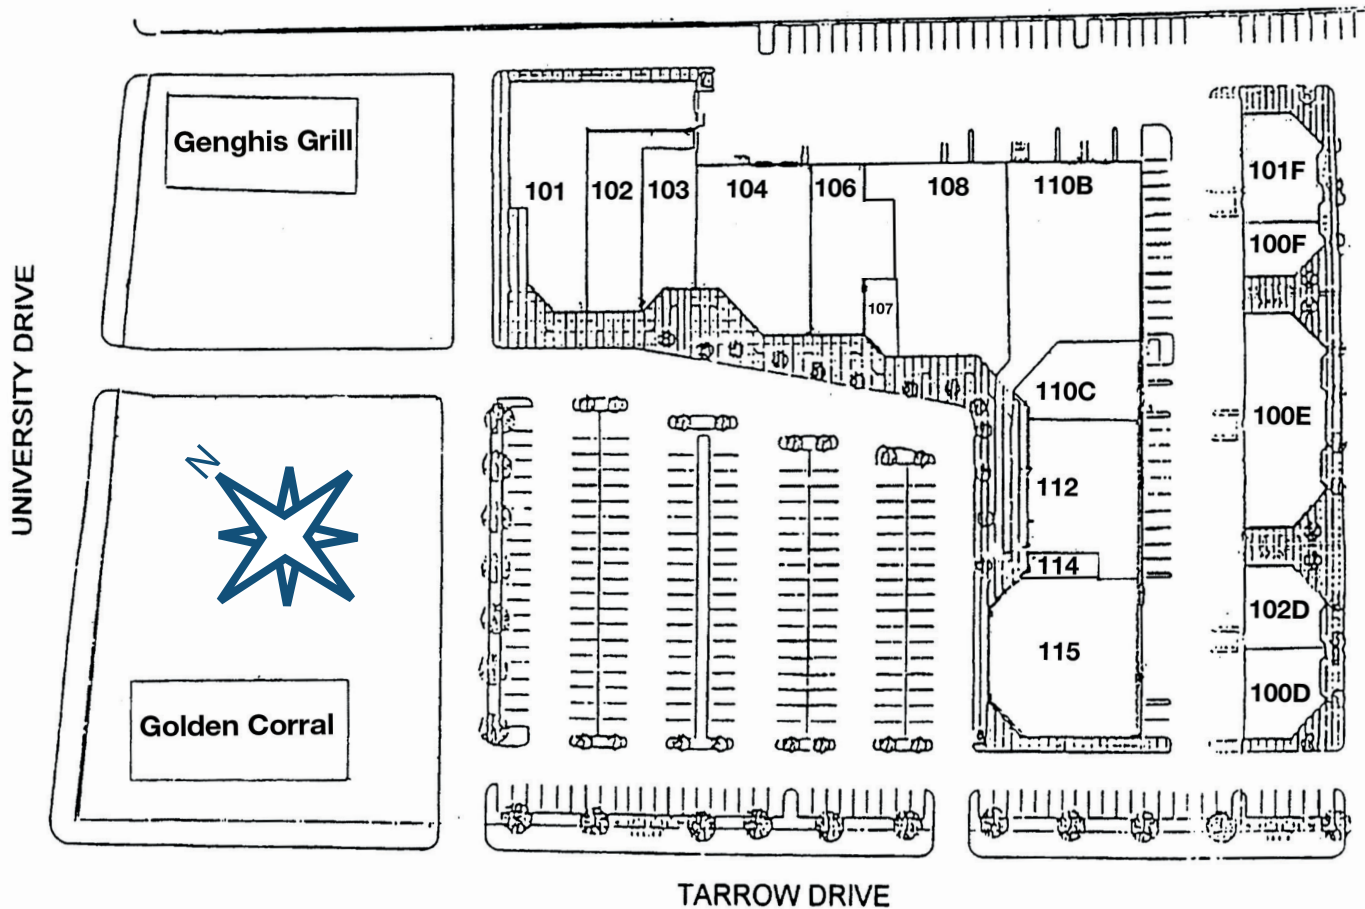 Genghis Grill
101
102
103
104
106
108
110B
101F
100F
107
110C
100E
UNIVERSITY DRIVE
N
112
114
102D
115
100D
Golden Corral
TARROW DRIVE